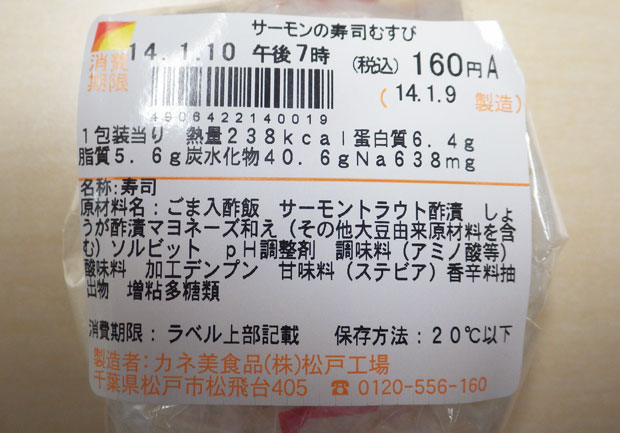 サーモンの寿司むすび
消費期限 14.1.10 午後7時 (税込) 160円A
(14.1.9 製造)
4906422140019
1包装当り 熱量238kcal蛋白質6.4g
脂質5.6g炭水化物40.6gNa638mg
名称:寿司
原材料名:ごま入酢飯 サーモントラウト酢漬 しょ
うが酢漬マヨネーズ和え(その他大豆由来原材料を含
む)ソルビット pH調整剤 調味料(アミノ酸等)
酸味料 加工デンプン 甘味料(ステビア)香辛料抽
出物 増粘多糖類
消費期限:ラベル上部記載 保存方法:20℃以下
製造者:カネ美食品(株)松戸工場
千葉県松戸市松飛台405 ☎0120-556-160